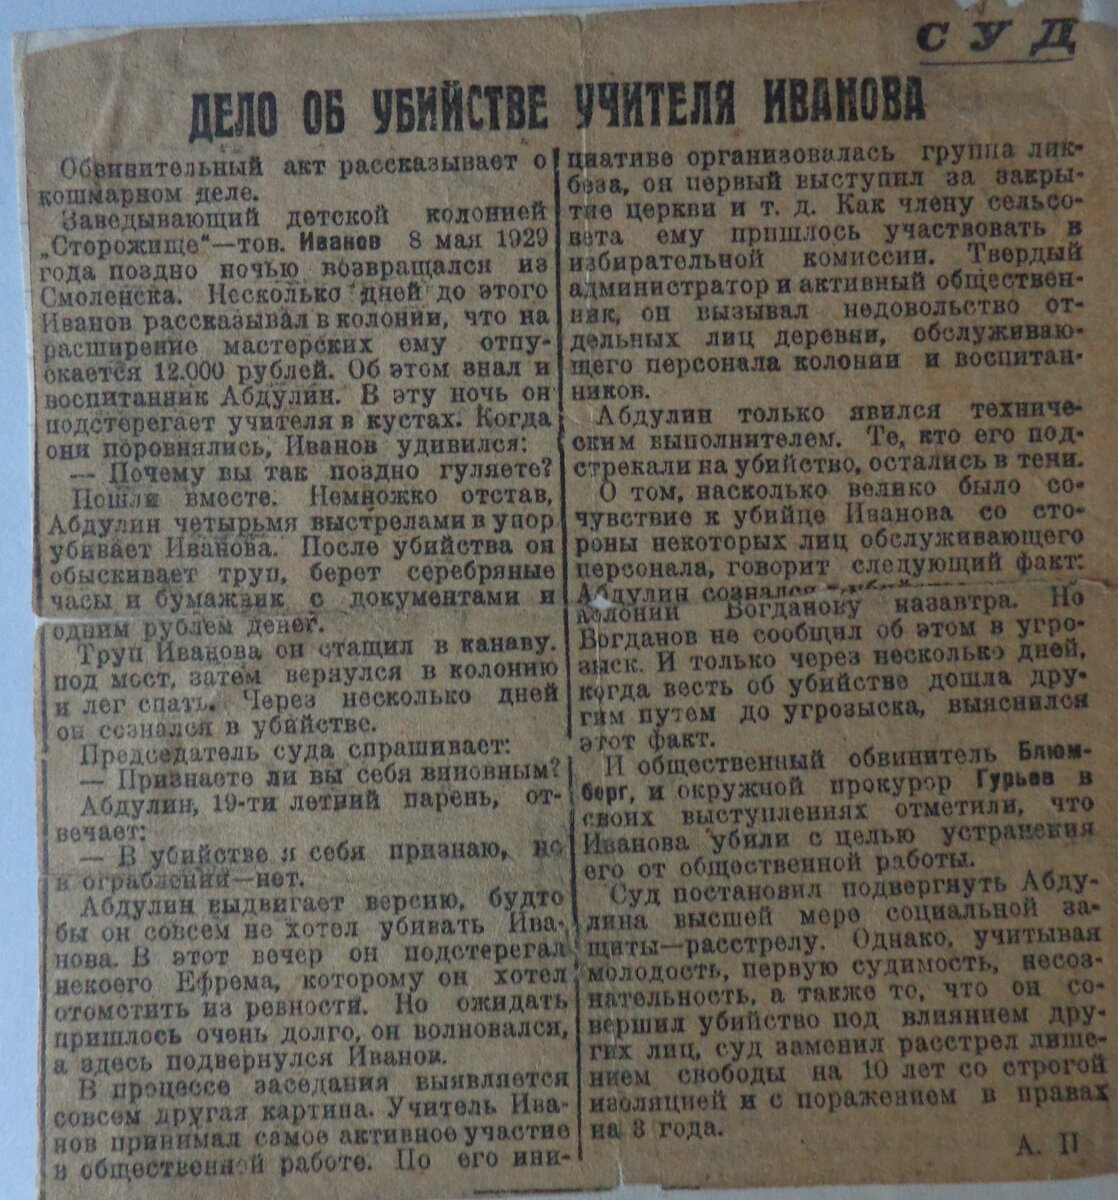 СУД
ДЕЛО ОБ УБИЙСТВЕ УЧИТЕЛЯ ИВАНОВА
Обвинительный акт рассказывает о
кошмарном деле.
Заведывающий детской колонией
„Сторожище“—тов. Иванов 8 мая 1929
года поздно ночью возвращался из
Смоленска. Несколько дней до этого
Иванов рассказывал в колонии, что на
расширение мастерских ему отпу-
скается 12.000 рублей. Об этом знал и
воспитанник Абдулин. В эту ночь он
подстерегает учителя в кустах. Когда
они поровнялись, Иванов удивился:
— Почему вы так поздно гуляете?
Пошли вместе. Немножко отстав,
Абдулин четырьмя выстрелами в упор
убивает Иванова. После убийства он
обыскивает труп, берет серебряные
часы и бумажник с документами и
одним рублем денег.
Труп Иванова он стащил в канаву.
под мост, затем вернулся в колонию
и лег спать. Через несколько дней
он сознался в убийстве.
Председатель суда спрашивает:
— Признаете ли вы себя виновным?
Абдулин, 19-ти летний парень, от-
вечает:
— В убийстве я себя признаю, но
в ограблении—нет.
Абдулин выдвигает версию, будто
бы он совсем не хотел убивать Ива-
нова. В этот вечер он подстерегал
некоего Ефрема, которому он хотел
отомстить из ревности. Но ожидать
пришлось очень долго, он волновался,
а здесь подвернулся Иванов.
В процессе заседания выявляется
совсем другая картина. Учитель Ива-
нов принимал самое активное участие
в общественной работе. По его ини-
циативе организовалась группа лик-
беза, он первый выступил за закры-
тие церкви и т. д. Как члену сельсо-
вета ему пришлось участвовать в
избирательной комиссии. Твердый
администратор и активный обществен-
ник, он вызывал недовольство от-
дельных лиц деревни, обслуживаю-
щего персонала колонии и воспитан-
ников.
Абдулин только явился техниче-
ским выполнителем. Те, кто его под-
стрекали на убийство, остались в тени.
О том, насколько велико было со-
чувствие к убийце Иванова со сто-
роны некоторых лиц обслуживающего
персонала, говорит следующий факт:
Абдулин сознался
колонии Богданову назавтра. Но
Богданов не сообщил об этом в угро-
зыск. И только через несколько дней,
когда весть об убийстве дошла дру-
гим путем до угрозыска, выяснился
этот факт.
И общественный обвинитель Блюм-
берг, и окружной прокурор Гурьев в
своих выступлениях отметили, что
Иванова убили с целью устранения
его от общественной работы.
Суд постановил подвергнуть Абду-
лина высшей мере социальной за-
щиты—расстрелу. Однако, учитывая
молодость, первую судимость, несоз-
нательность, а также то, что он со-
вершил убийство под влиянием дру-
гих лиц, суд заменил расстрел лише-
нием свободы на 10 лет со строгой
изоляцией и с поражением в правах
на 3 года.
А. П